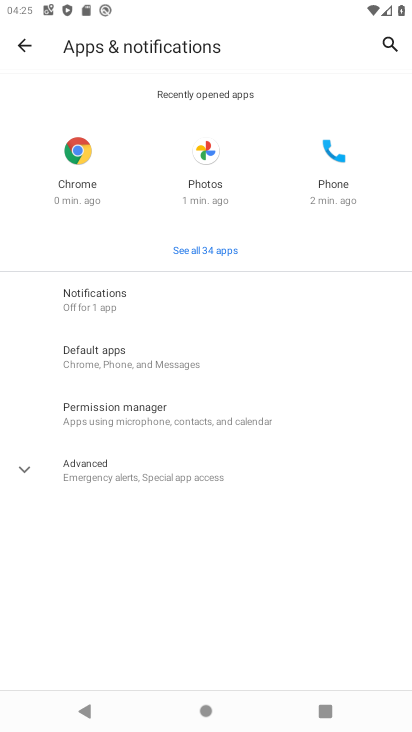 04:25
Apps & notifications
Recently opened apps
Chrome
0 min. ago
Photos
1 min. ago
Phone
2 min. ago
See all 34 apps
Notifications
Off for 1 app
Default apps
Chrome, Phone, and Messages
Permission manager
Apps using microphone, contacts, and calendar
Advanced
Emergency alerts, Special app access